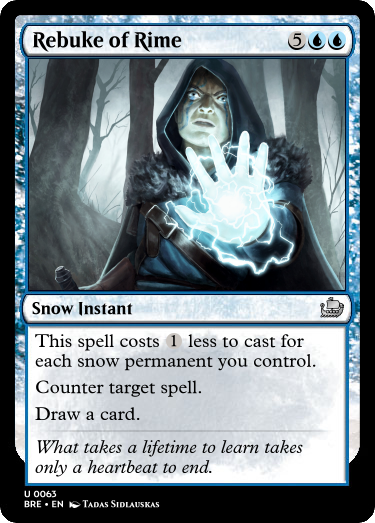 Rebuke of Rime 5
Snow Instant
This spell costs 1 less to cast for
each snow permanent you control.
Counter target spell.
Draw a card.
What takes a lifetime to learn takes
only a heartbeat to end.
U 0063
BRE • EN Tadas Sidlauskas